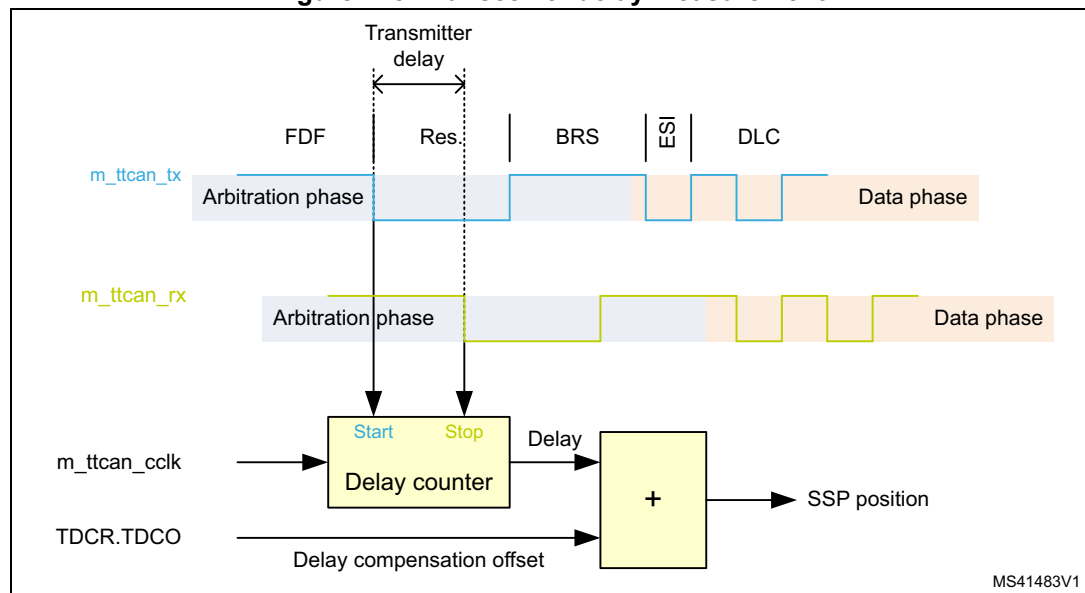 Transmitter
delay
FDF Res. BRS ESI DLC
m_ttcan_tx
Arbitration phase Data phase
m_ttcan_rx
Arbitration phase Data phase
Start Stop
Delay
m_ttcan_cclk
Delay counter
+
SSP position
TDCR.TDCO
Delay compensation offset
MS41483V1